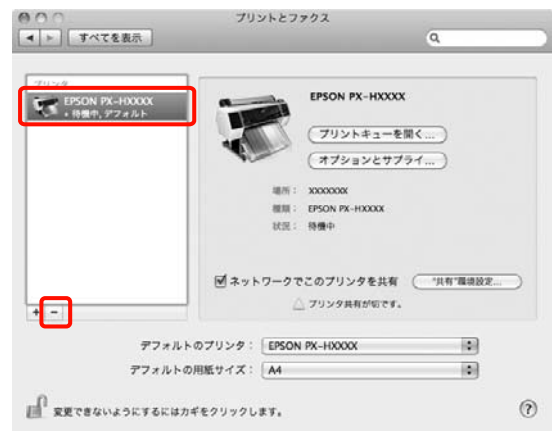 プリントとファクス
すべてを表示
プリンタ
EPSON PX-HXXXX
• 待機中, デフォルト
EPSON PX-HXXXX
プリントキューを開く...
オプションとサプライ...
場所: XXXXXXXX
種類: EPSON PX-HXXXX
状況: 待機中
ネットワークでこのプリンタを共有
"共有"環境設定...
プリンタ共有が切です。
+ -
デフォルトのプリンタ: EPSON PX-HXXXX
デフォルトの用紙サイズ: A4
変更できないようにするにはカギをクリックします。
?